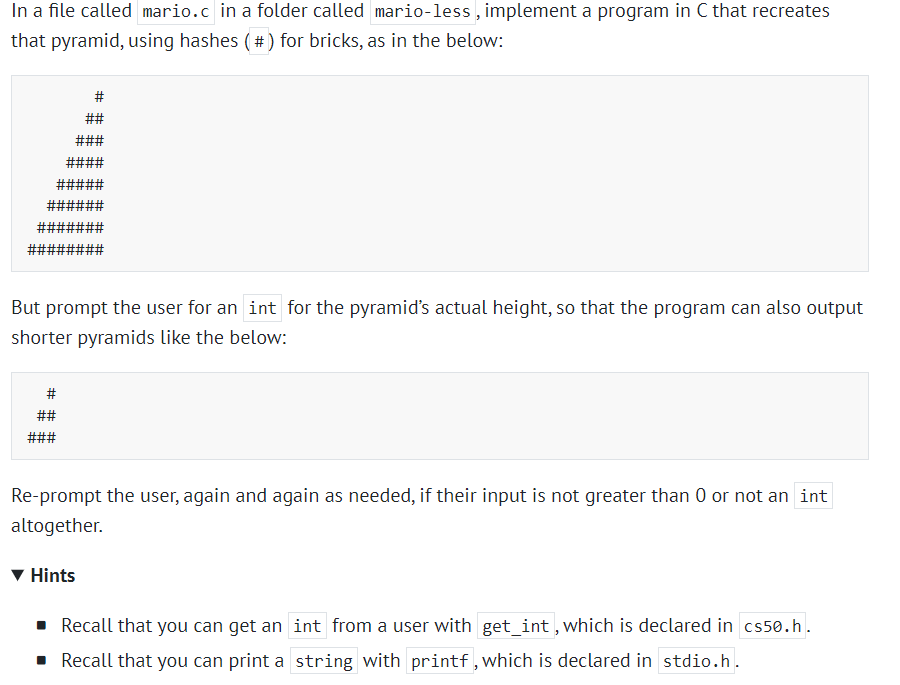 In a file called mario.c in a folder called mario-less, implement a program in C that recreates
that pyramid, using hashes (#) for bricks, as in the below:
       #
      ##
     ###
    ####
   #####
  ######
 #######
########
But prompt the user for an int for the pyramid’s actual height, so that the program can also output
shorter pyramids like the below:
  #
 ##
###
Re-prompt the user, again and again as needed, if their input is not greater than 0 or not an int
altogether.
▼ Hints
▪ Recall that you can get an int from a user with get_int, which is declared in cs50.h.
▪ Recall that you can print a string with printf, which is declared in stdio.h.